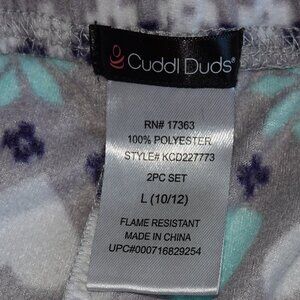 Cuddl Duds®
RN# 17363
100% POLYESTER
STYLE# KCD227773
2PC SET
L (10/12)
FLAME RESISTANT
MADE IN CHINA
UPC#000716829254